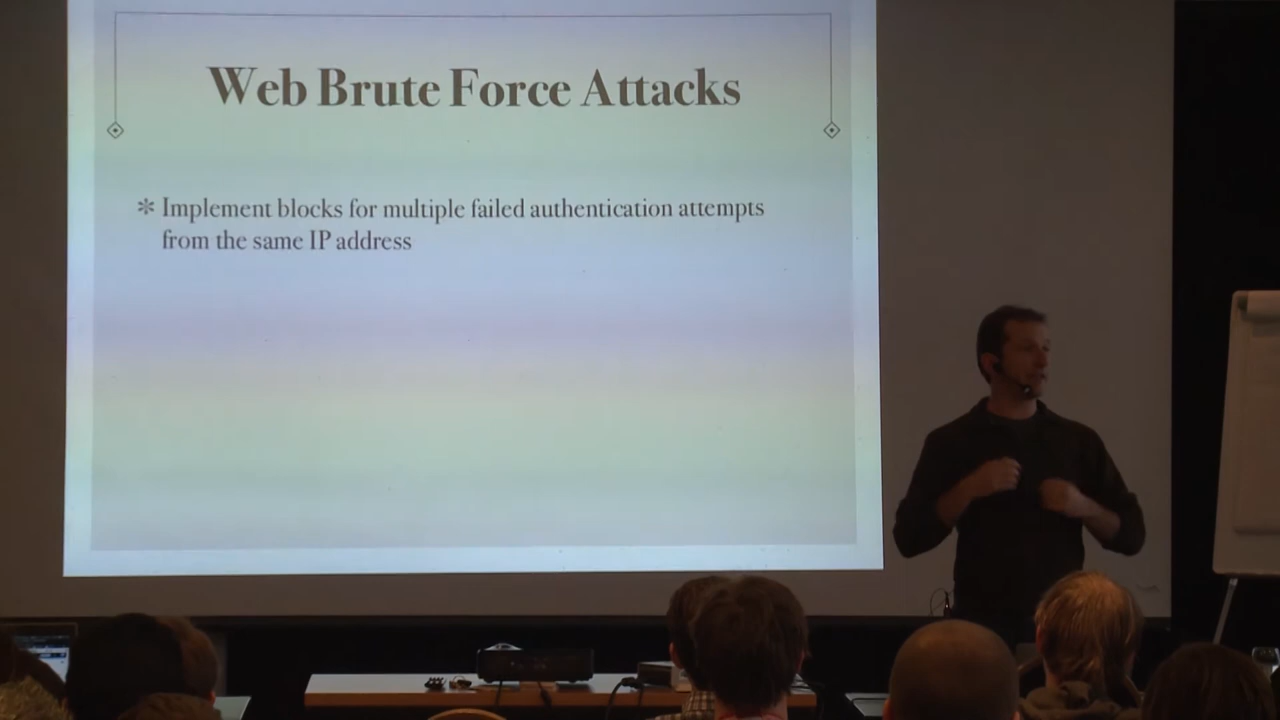 Web Brute Force Attacks
✻ Implement blocks for multiple failed authentication attempts
from the same IP address